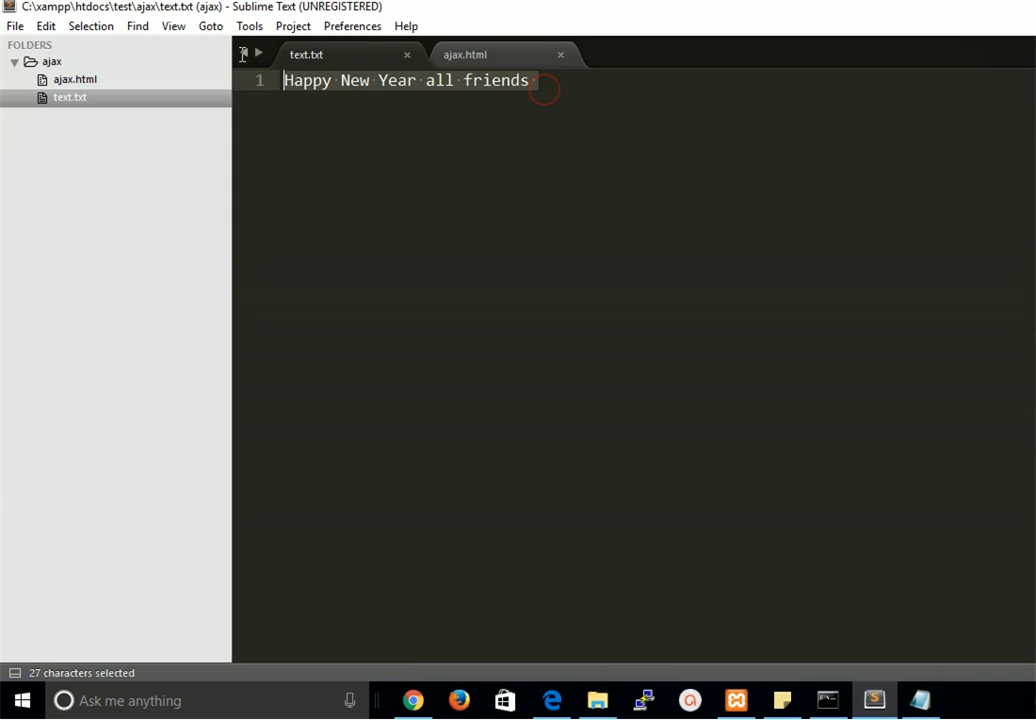 C:\xampp\htdocs\test\ajax\text.txt (ajax) - Sublime Text (UNREGISTERED)
File Edit Selection Find View Goto Tools Project Preferences Help
FOLDERS
ajax
ajax.html
text.txt
text.txt ajax.html
1 Happy New Year all friends
27 characters selected
Ask me anything